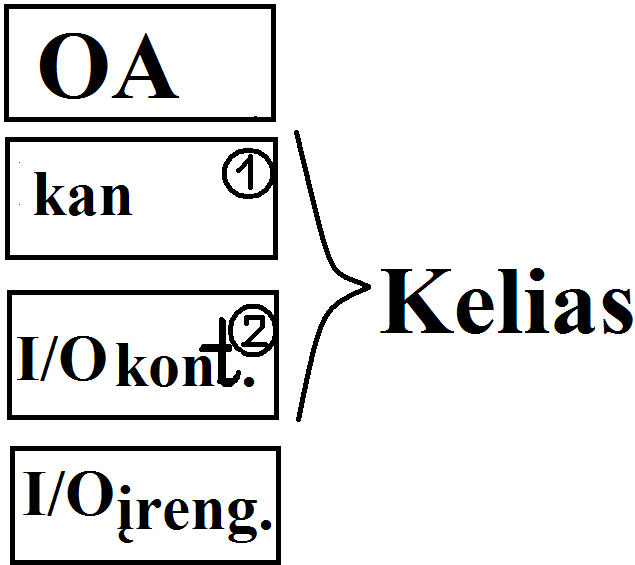 OA
kan ①
I/O kont. ②
Kelias
I/O įreng.